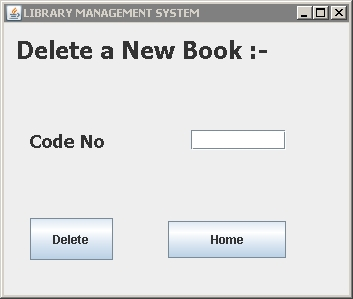 LIBRARY MANAGEMENT SYSTEM
Delete a New Book :-
Code No
Delete Home